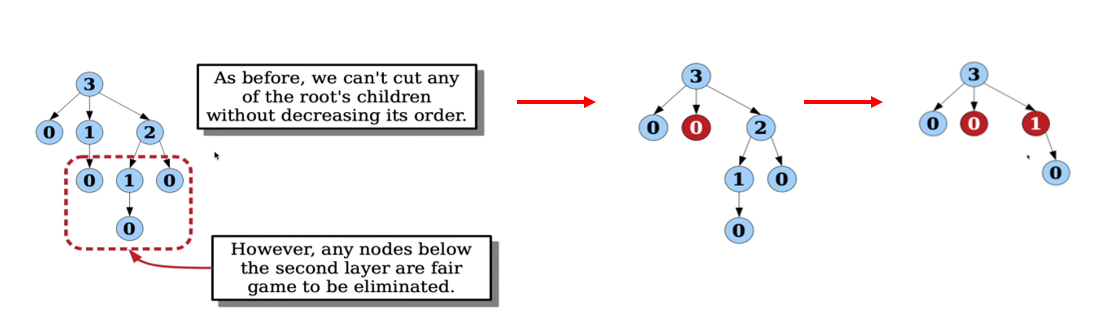 3
0 1 2
0 1 0
0
As before, we can't cut any
of the root's children
without decreasing its order.
However, any nodes below
the second layer are fair
game to be eliminated.
3
0 0 2
1 0
0
3
0 0 1
0